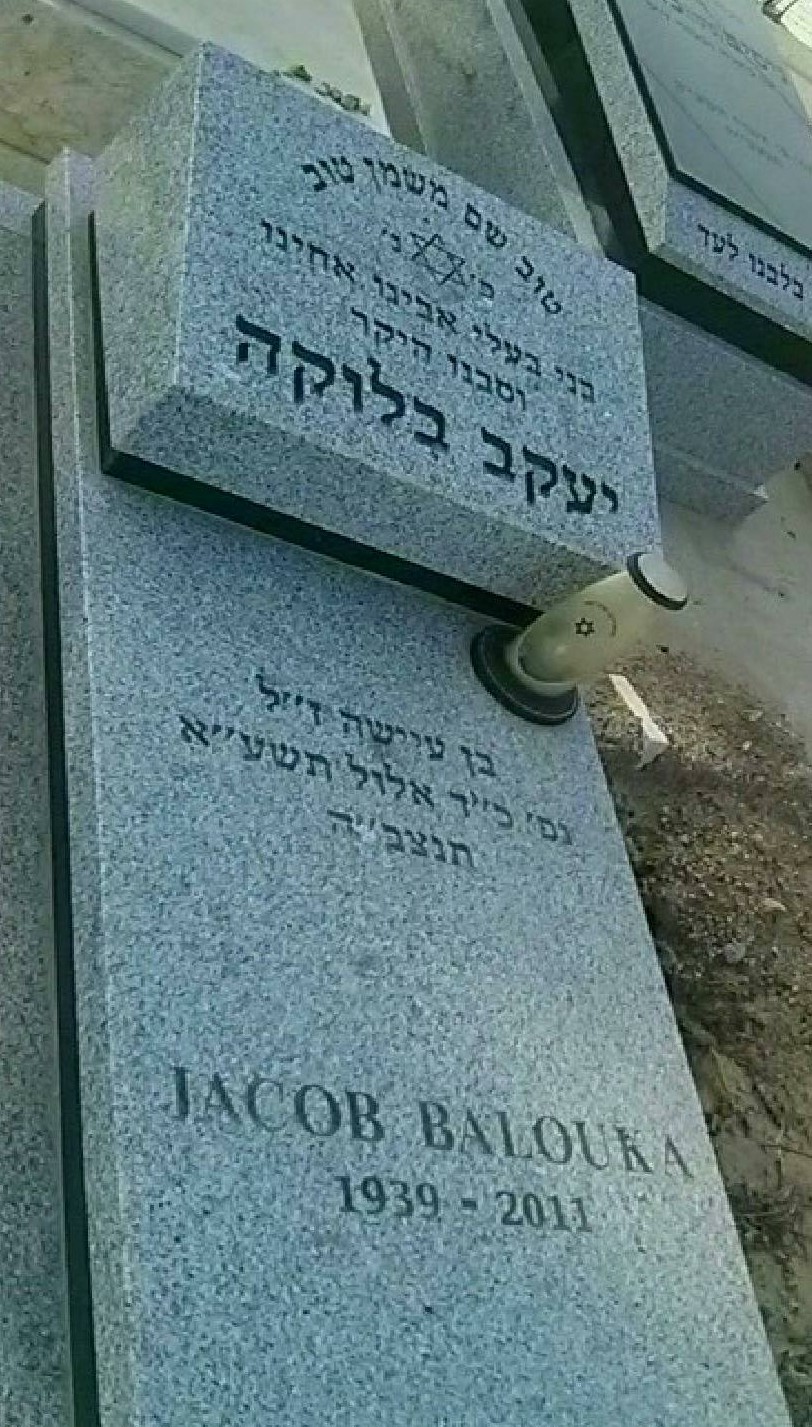 טוב שם משמן טוב
פ׳ נ׳
בני בעלי אבינו אחינו
וסבנו היקר
יעקב בלוקה
בן עוישה ז״ל
נפ׳ כ״ך אלול תשע״א
תנצב״ה
JACOB BALOUKA
1939 - 2011
בלבנו לעד